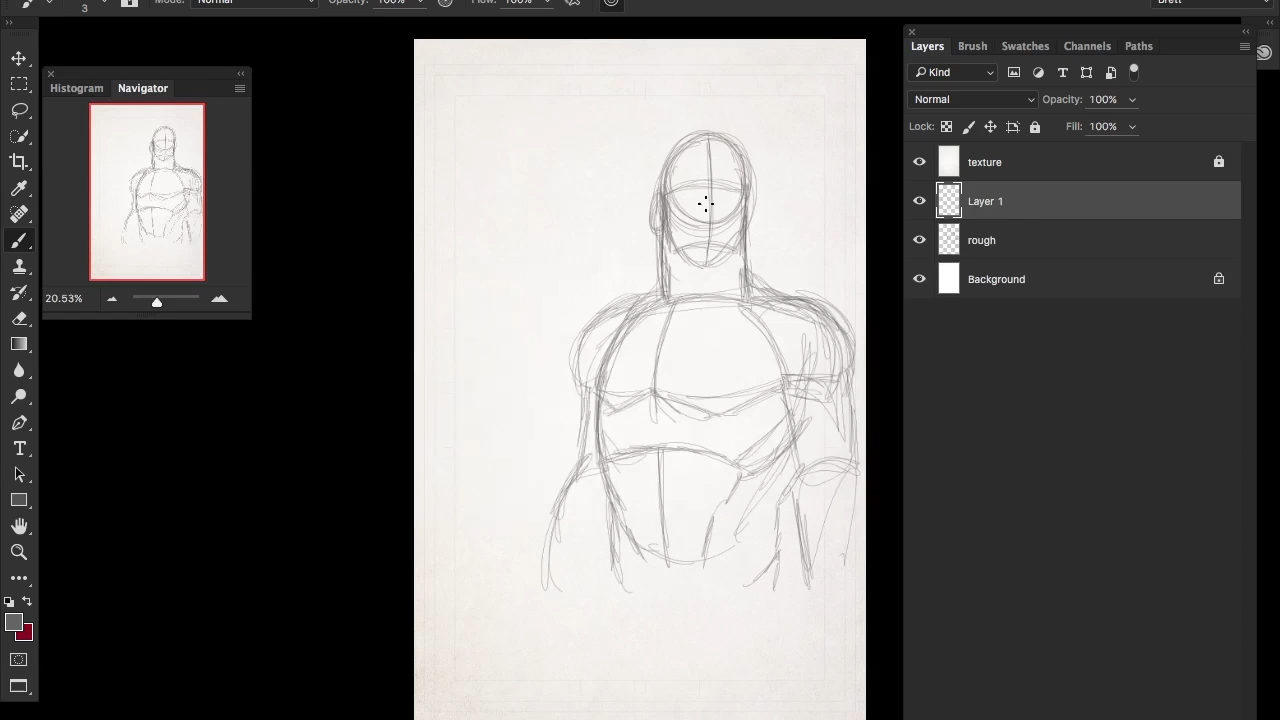 3 Mode: Normal Opacity: 100% Flow: 100% Brett
Histogram Navigator
20.53%
Layers Brush Swatches Channels Paths
Kind
Normal Opacity: 100%
Lock: Fill: 100%
texture
Layer 1
rough
Background